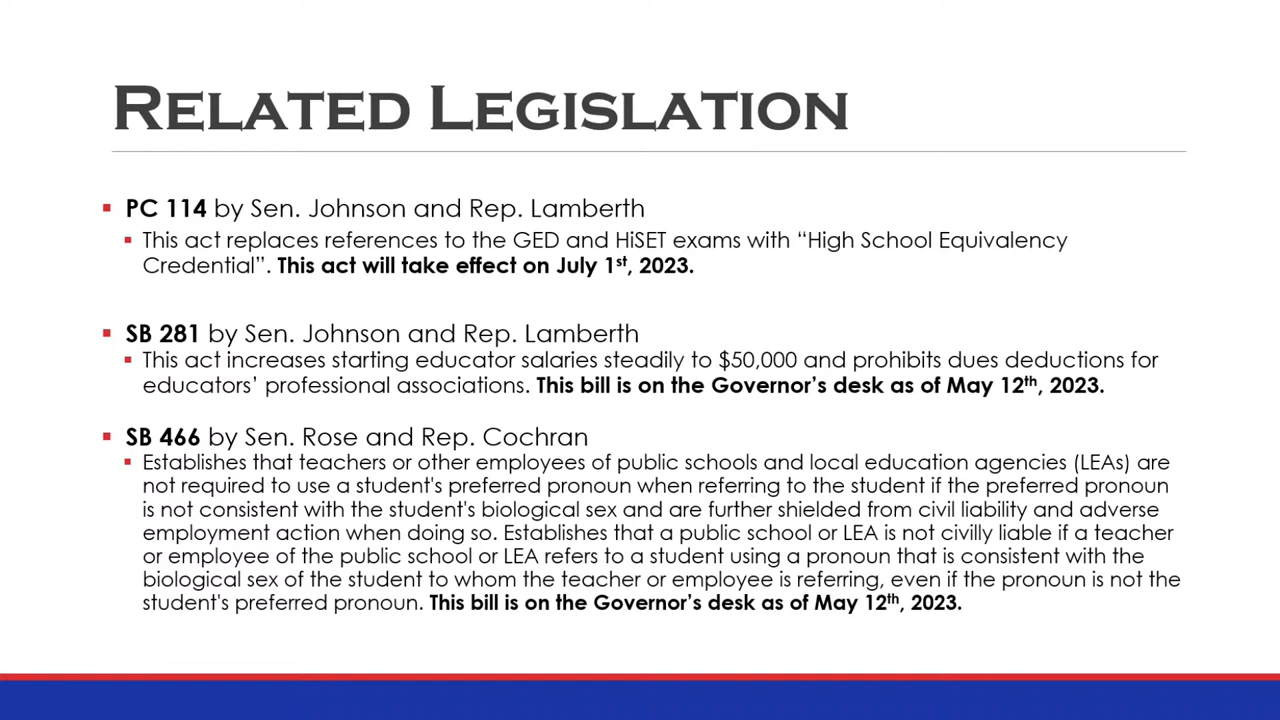 RELATED LEGISLATION
▪ PC 114 by Sen. Johnson and Rep. Lamberth
▪ This act replaces references to the GED and HiSET exams with “High School Equivalency
Credential”. This act will take effect on July 1st, 2023.
▪ SB 281 by Sen. Johnson and Rep. Lamberth
▪ This act increases starting educator salaries steadily to $50,000 and prohibits dues deductions for
educators’ professional associations. This bill is on the Governor’s desk as of May 12th, 2023.
▪ SB 466 by Sen. Rose and Rep. Cochran
▪ Establishes that teachers or other employees of public schools and local education agencies (LEAs) are
not required to use a student's preferred pronoun when referring to the student if the preferred pronoun
is not consistent with the student's biological sex and are further shielded from civil liability and adverse
employment action when doing so. Establishes that a public school or LEA is not civilly liable if a teacher
or employee of the public school or LEA refers to a student using a pronoun that is consistent with the
biological sex of the student to whom the teacher or employee is referring, even if the pronoun is not the
student's preferred pronoun. This bill is on the Governor’s desk as of May 12th, 2023.